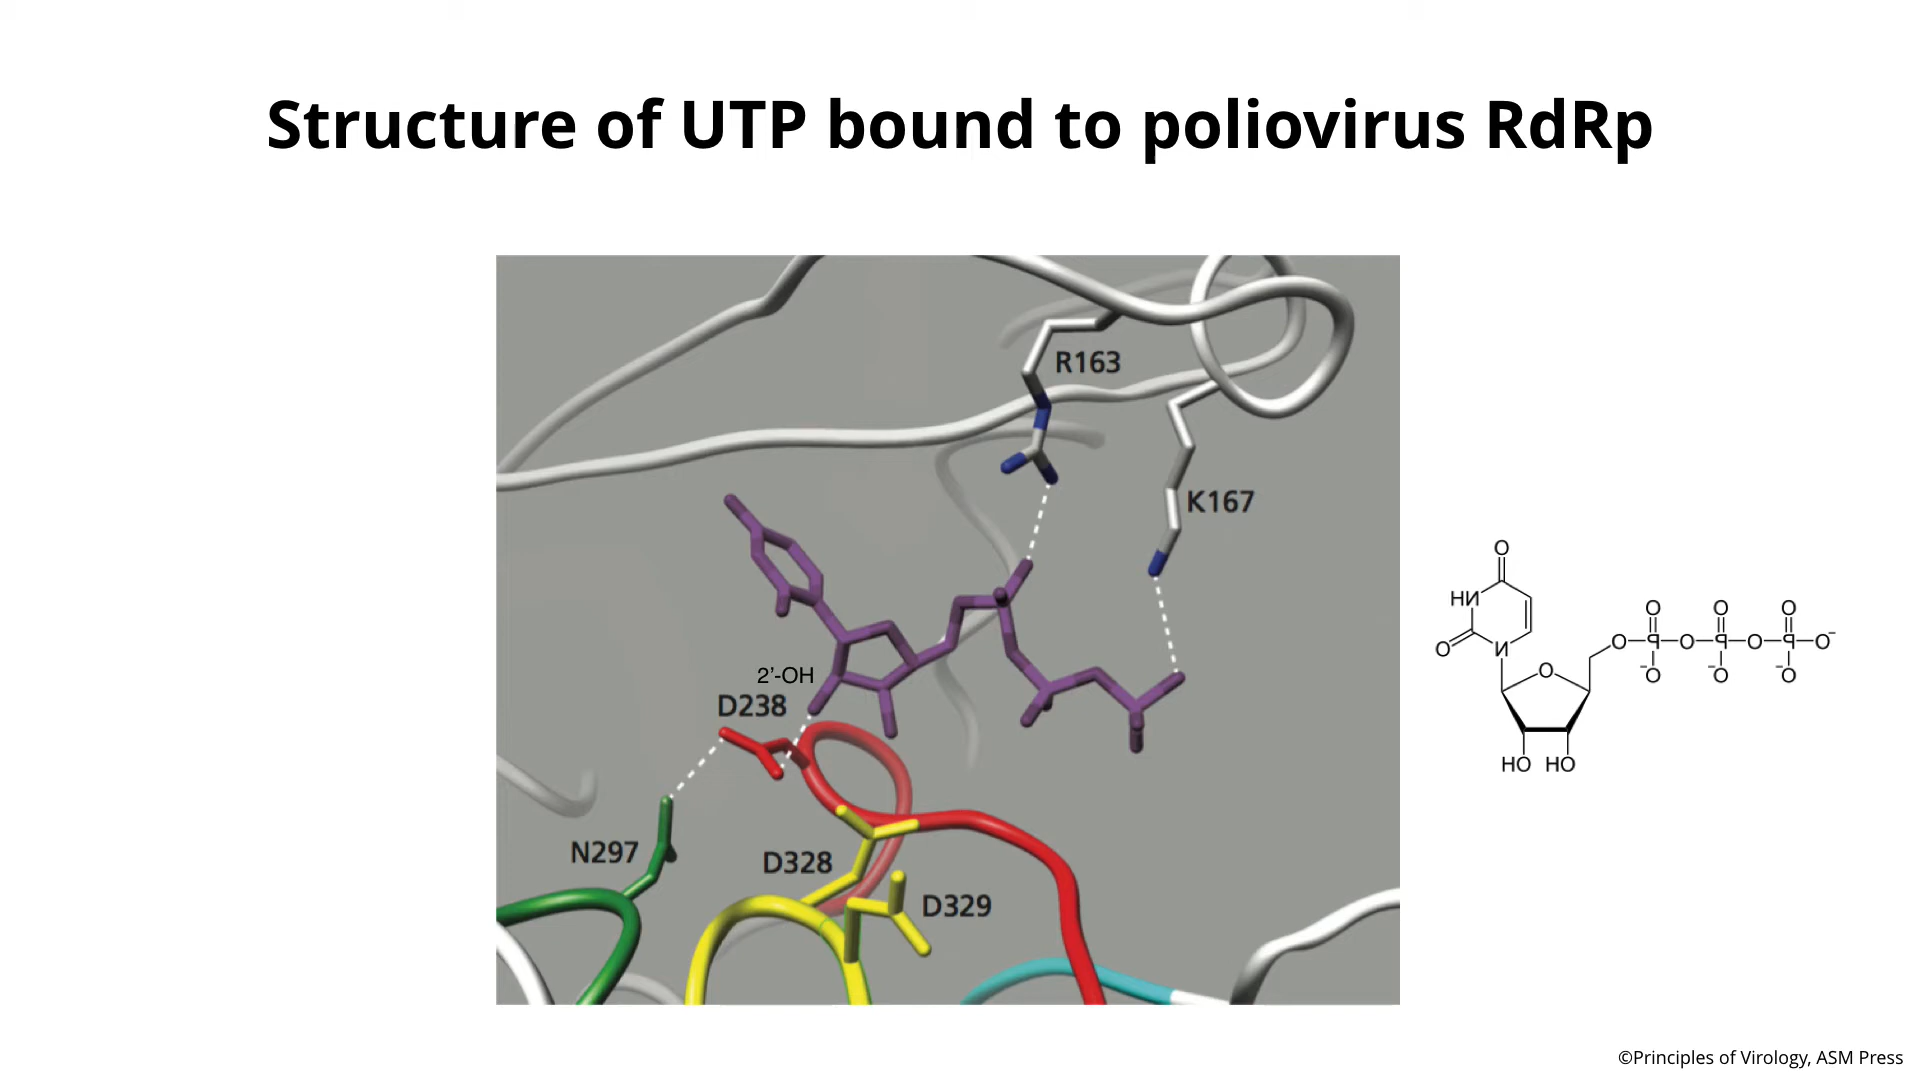 Structure of UTP bound to poliovirus RdRp
R163
K167
2’-OH
D238
N297
D328
D329
O
HN
O
N
O
O
O
O
O
P
O
P
O
P
O⁻
⁻O
⁻O
⁻O
HO HO
©Principles of Virology, ASM Press